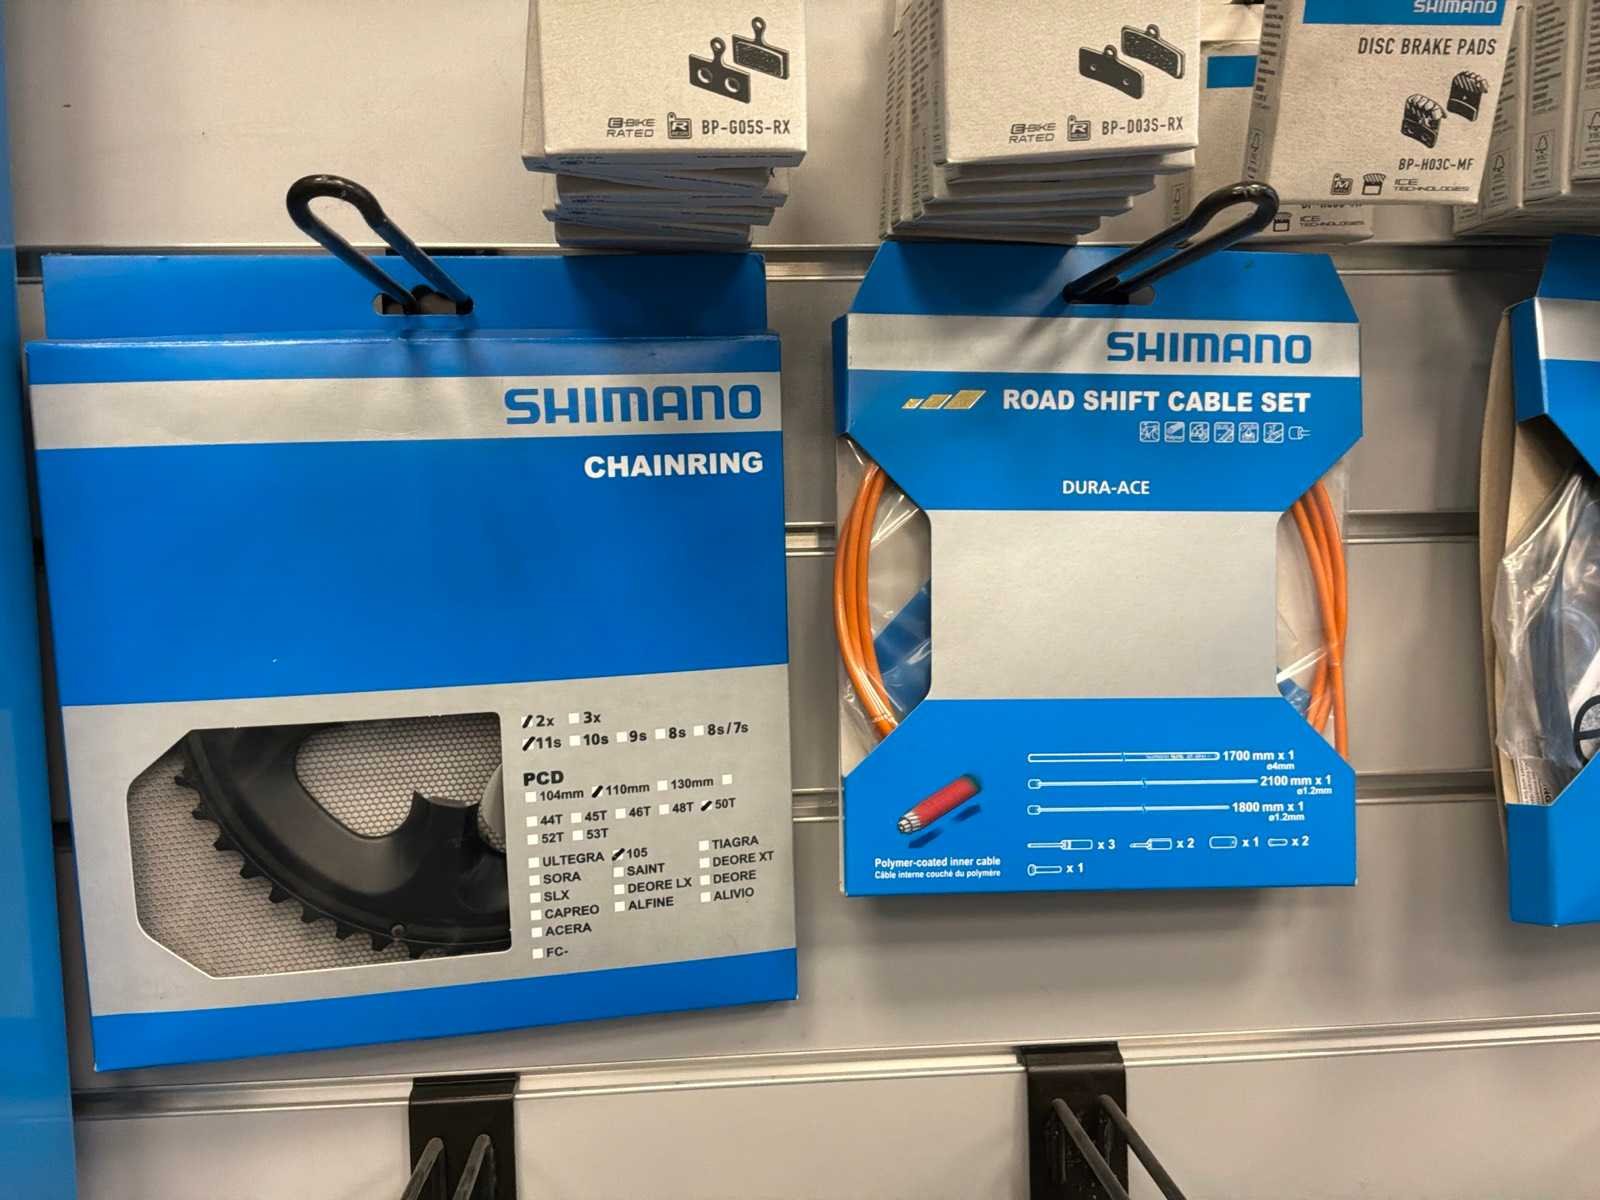 E-BIKE
RATED
R
BP-G05S-RX
E-BIKE
RATED
R
BP-D03S-RX
SHIMANO
DISC BRAKE PADS
BP-H03C-MF
M
ICE
TECHNOLOGIES
ICE
TECHNOLOGIES
SHIMANO
CHAINRING
2x 3x
11s 10s 9s 8s 8s/7s
PCD
104mm 110mm 130mm
44T 45T 46T 48T 50T
52T 53T
ULTEGRA 105 TIAGRA
SORA SAINT DEORE XT
SLX DEORE LX DEORE
CAPREO ALFINE ALIVIO
ACERA
FC-
SHIMANO
ROAD SHIFT CABLE SET
DURA-ACE
1700 mm x 1
ø4mm
2100 mm x 1
ø1.2mm
1800 mm x 1
ø1.2mm
x 3 x 2 x 1 x 2
x 1
Polymer-coated inner cable
Câble interne couché du polymère